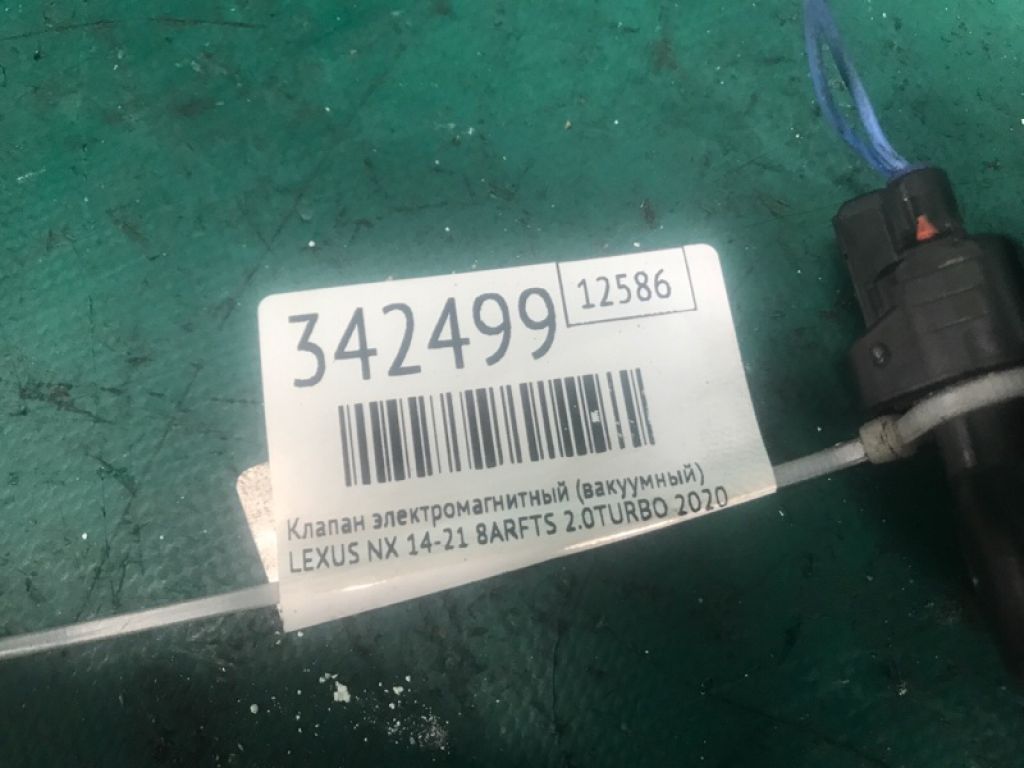 342499 12586
Клапан электромагнитный (вакуумный)
LEXUS NX 14-21 8ARFTS 2.0TURBO 2020